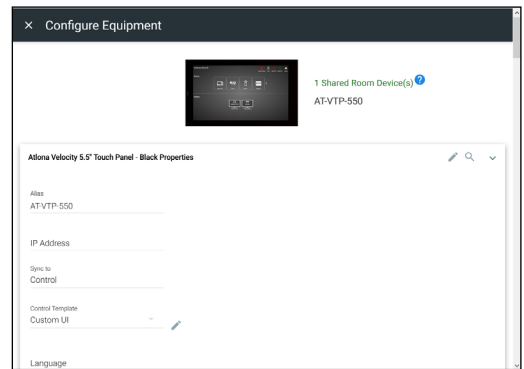 × Configure Equipment
1 Shared Room Device(s) ?
AT-VTP-550
Atlona Velocity 5.5" Touch Panel - Black Properties
Alias
AT-VTP-550
IP Address
Sync to
Control
Control Template
Custom UI
Language